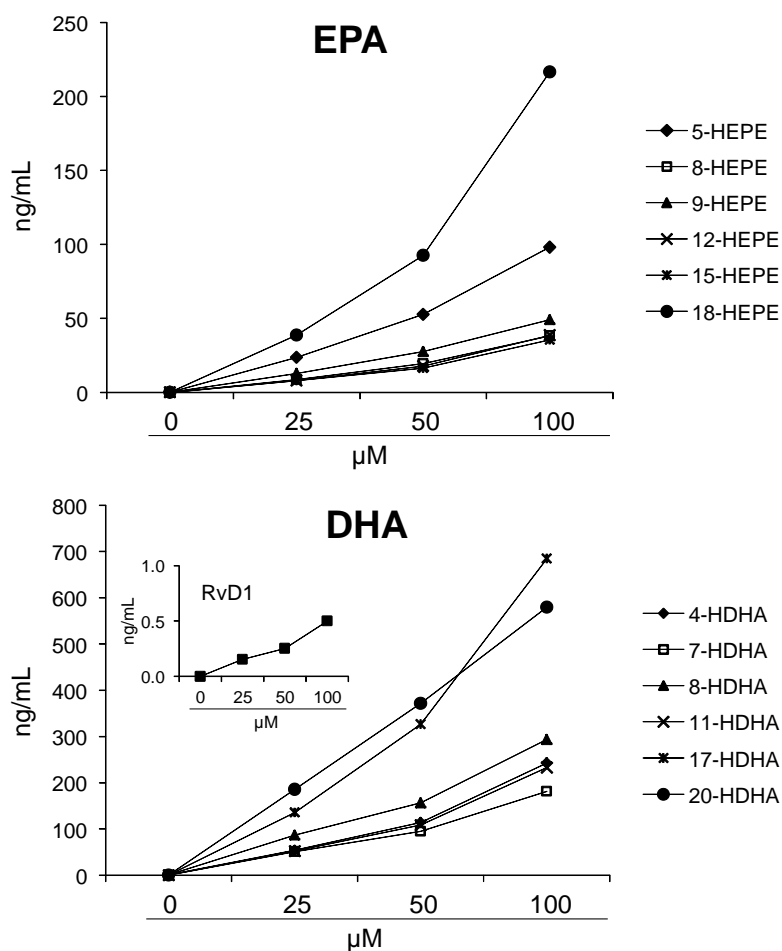 EPA
250
200
150
100
50
0
ng/mL
0 25 50 100
µM
5-HEPE
8-HEPE
9-HEPE
12-HEPE
15-HEPE
18-HEPE
DHA
800
700
600
500
400
300
200
100
0
ng/mL
RvD1
1.0
0.5
0.0
ng/mL
0 25 50 100
µM
0 25 50 100
µM
4-HDHA
7-HDHA
8-HDHA
11-HDHA
17-HDHA
20-HDHA